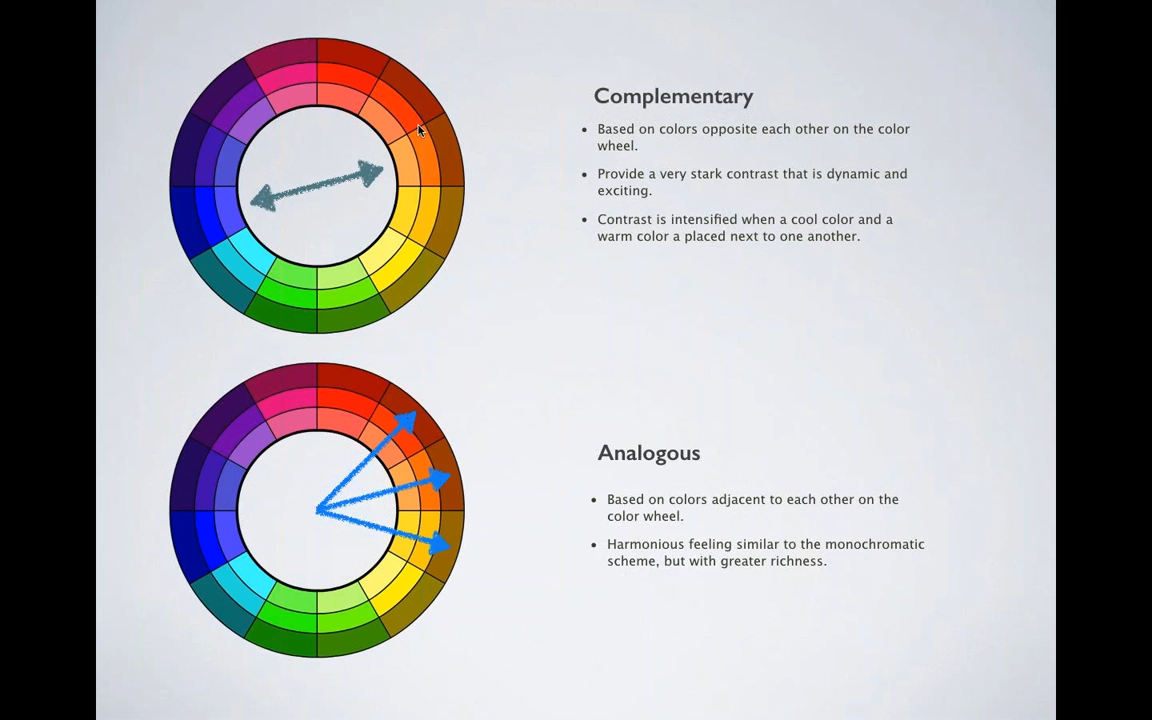 Complementary
• Based on colors opposite each other on the color
wheel.
• Provide a very stark contrast that is dynamic and
exciting.
• Contrast is intensified when a cool color and a
warm color a placed next to one another.
Analogous
• Based on colors adjacent to each other on the
color wheel.
• Harmonious feeling similar to the monochromatic
scheme, but with greater richness.